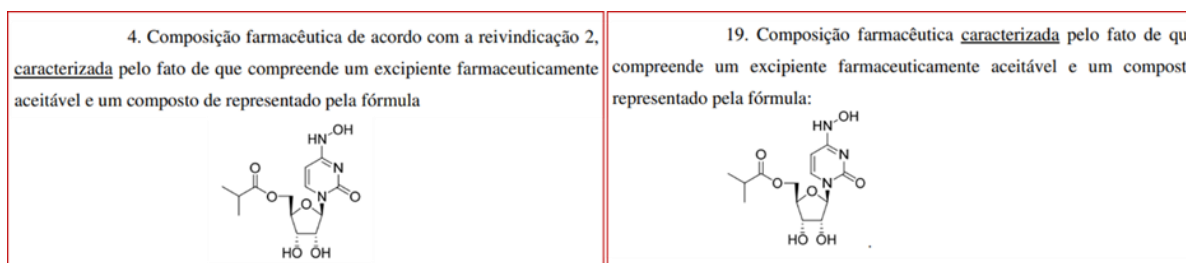 4. Composição farmacêutica de acordo com a reivindicação 2,
caracterizada pelo fato de que compreende um excipiente farmaceuticamente
aceitável e um composto de representado pela fórmula
HN OH
N
O
O
N O
O
HO OH
19. Composição farmacêutica caracterizada pelo fato de qu
compreende um excipiente farmaceuticamente aceitável e um compost
representado pela fórmula:
HN OH
N
O
O
N O
O
HO OH
.